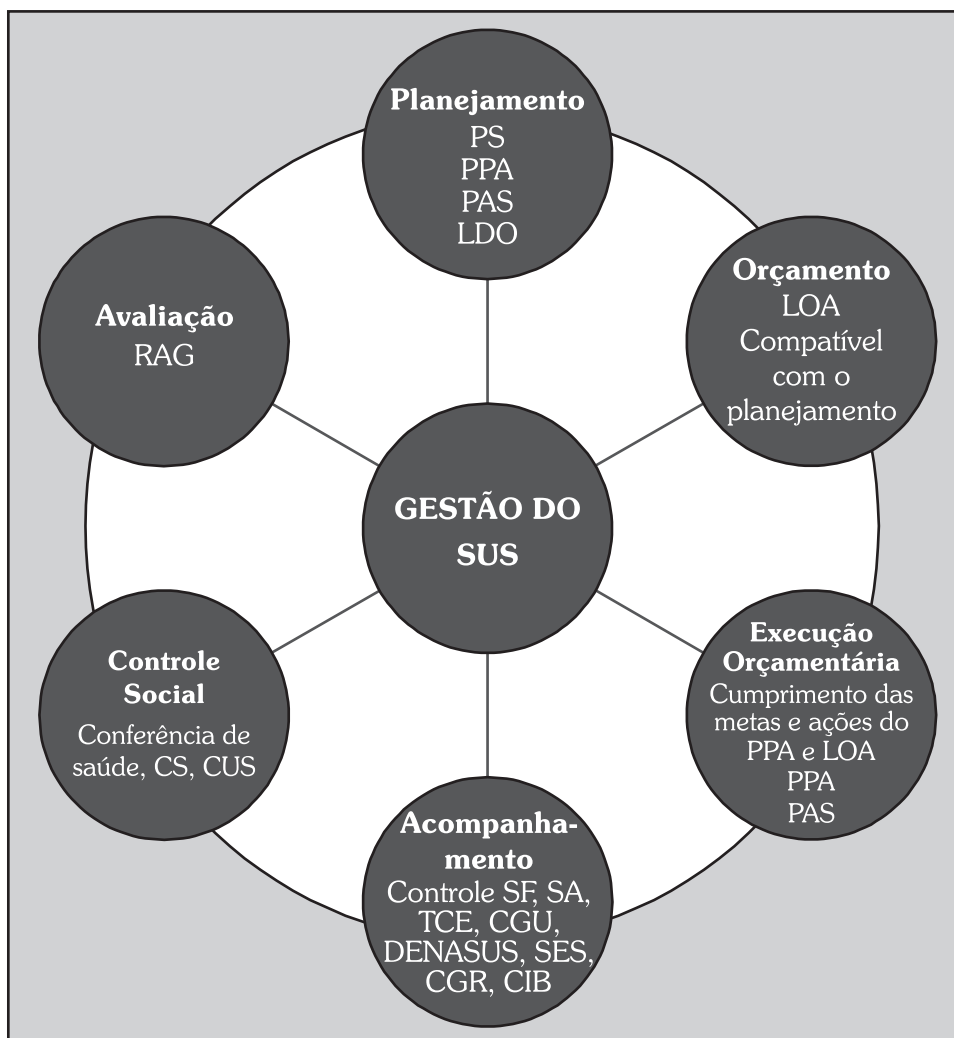 Planejamento
PS
PPA
PAS
LDO
Orçamento
LOA
Compatível
com o
planejamento
Execução
Orçamentária
Cumprimento das
metas e ações do
PPA e LOA
PPA
PAS
Acompanha-
mento
Controle SF, SA,
TCE, CGU,
DENASUS, SES,
CGR, CIB
Controle
Social
Conferência de
saúde, CS, CUS
Avaliação
RAG
GESTÃO DO
SUS